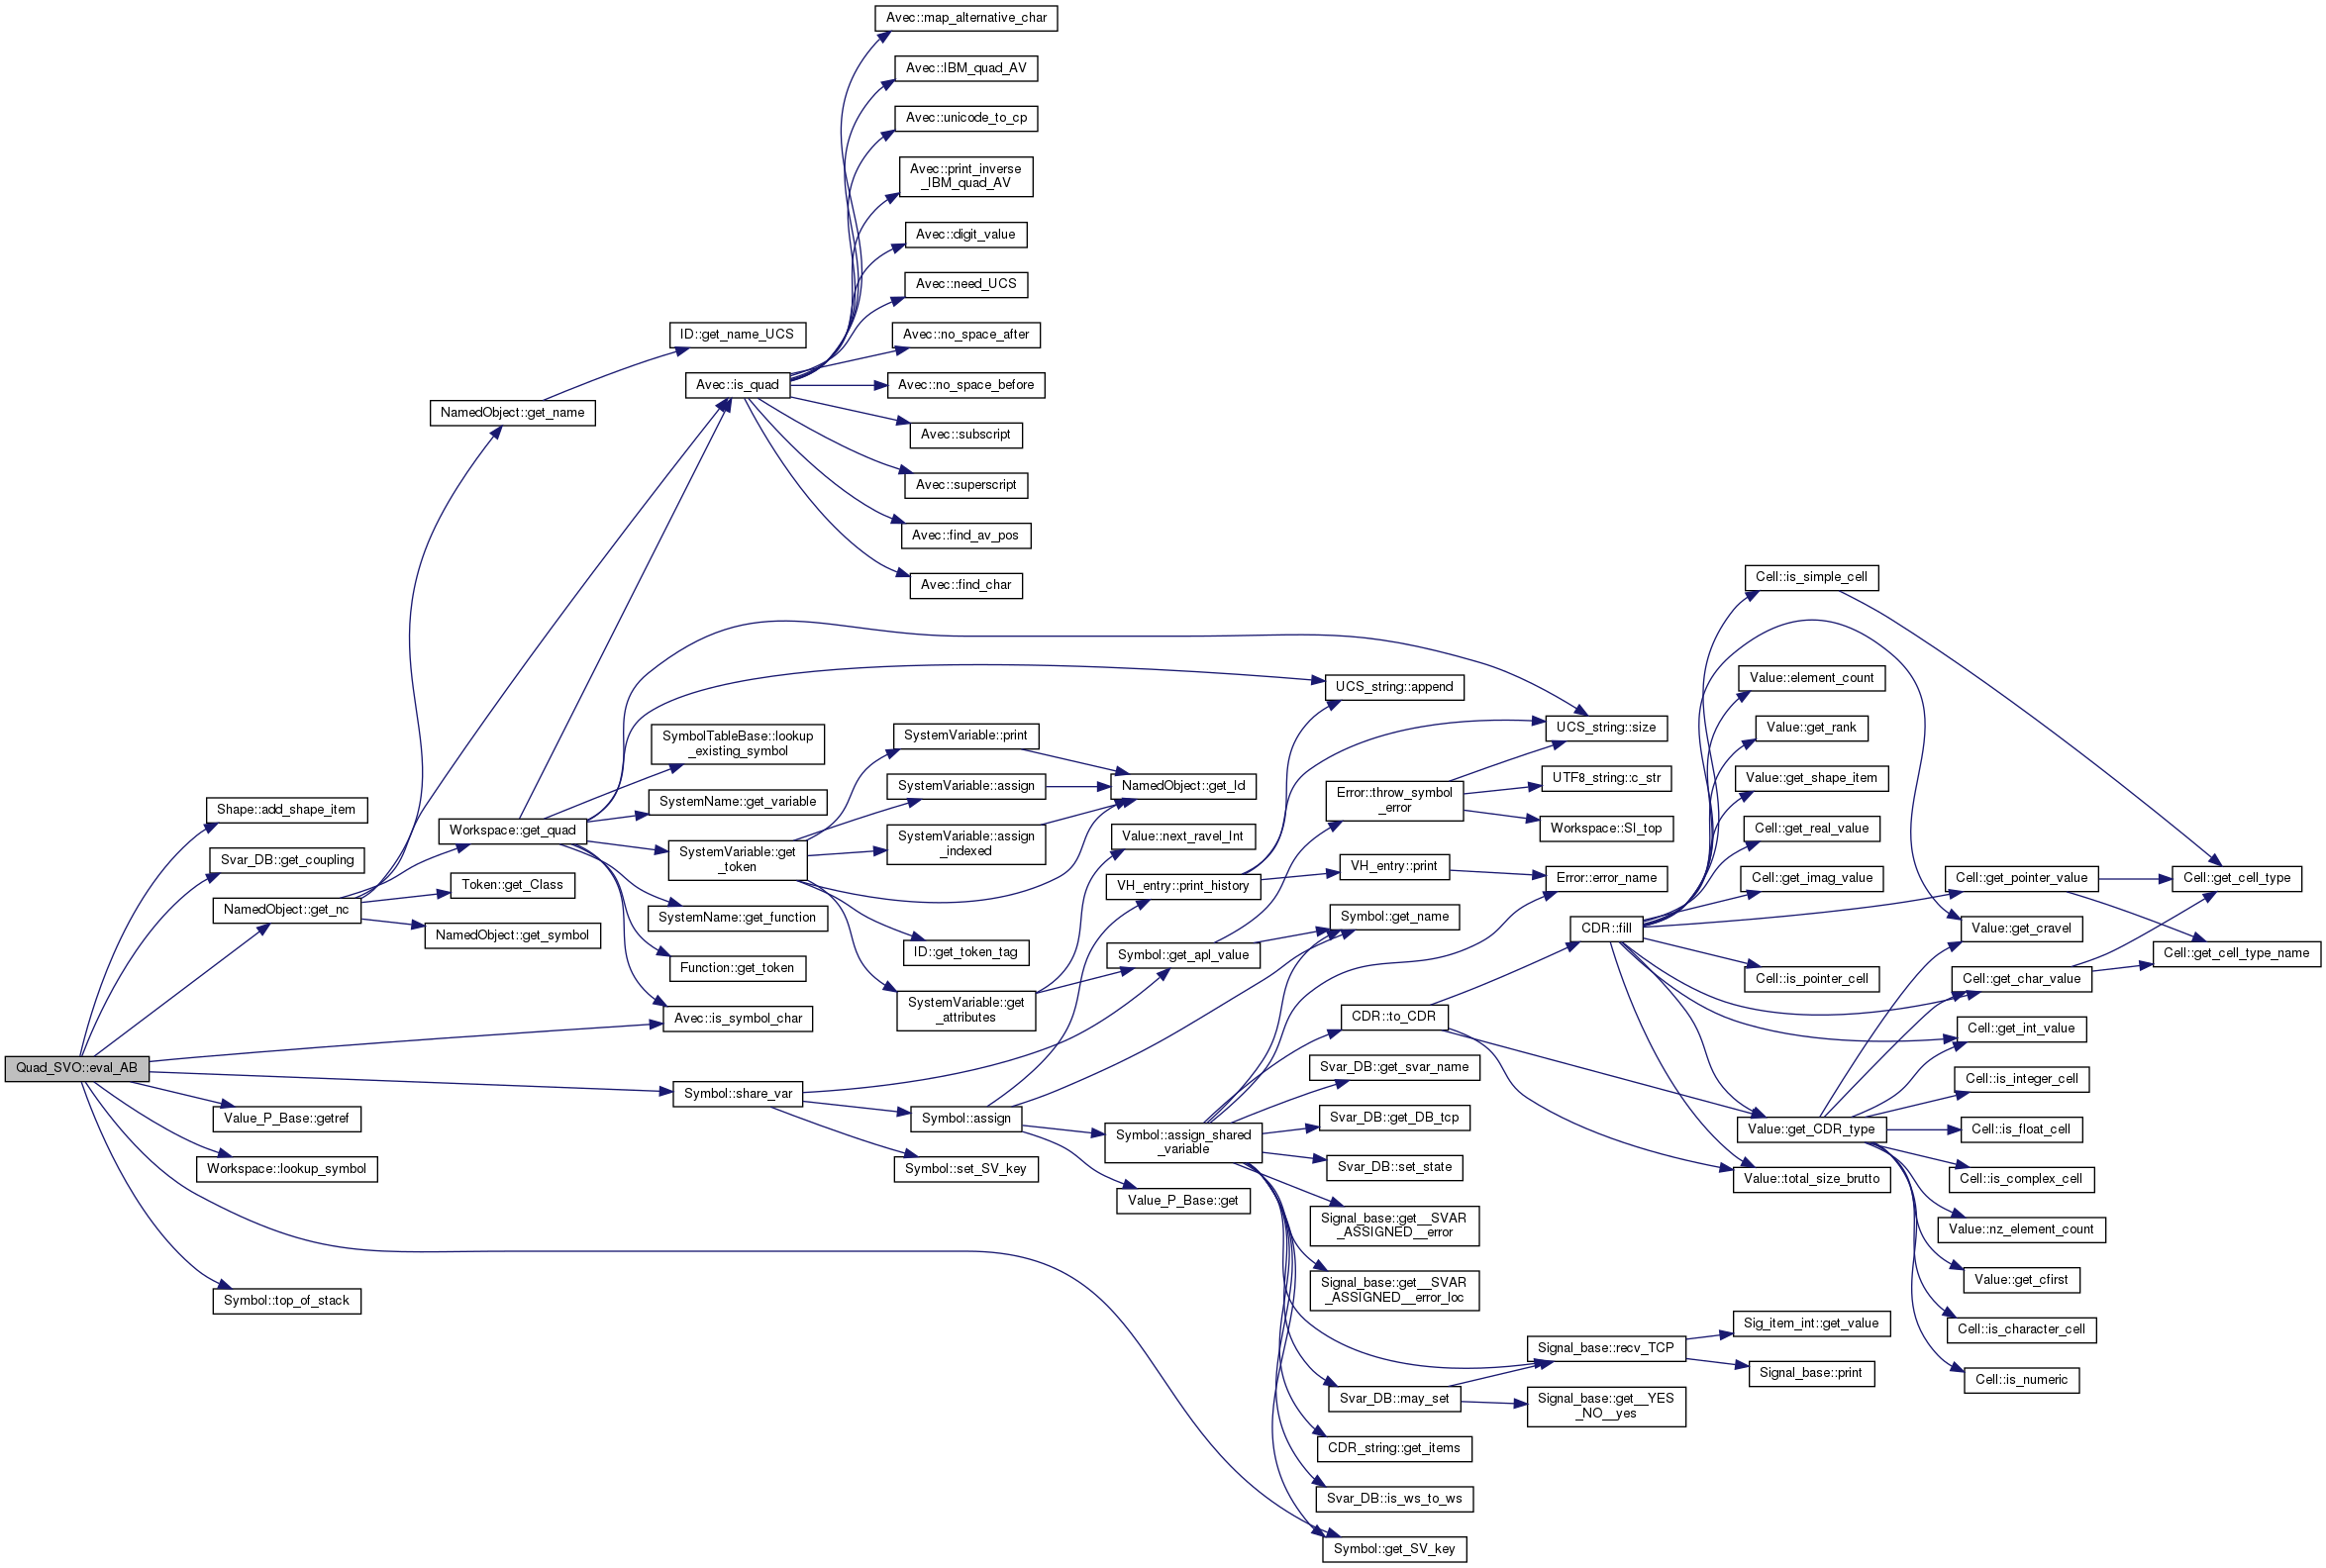 Quad_SVO::eval_AB
Shape::add_shape_item
Svar_DB::get_coupling
NamedObject::get_nc
Value_P_Base::getref
Workspace::lookup_symbol
Symbol::top_of_stack
NamedObject::get_name
Workspace::get_quad
Token::get_Class
NamedObject::get_symbol
ID::get_name_UCS
Avec::is_quad
SymbolTableBase::lookup
_existing_symbol
SystemName::get_variable
SystemVariable::get
_token
SystemName::get_function
Function::get_token
Avec::is_symbol_char
Symbol::share_var
Avec::map_alternative_char
Avec::IBM_quad_AV
Avec::unicode_to_cp
Avec::print_inverse
_IBM_quad_AV
Avec::digit_value
Avec::need_UCS
Avec::no_space_after
Avec::no_space_before
Avec::subscript
Avec::superscript
Avec::find_av_pos
Avec::find_char
SystemVariable::print
SystemVariable::assign
SystemVariable::assign
_indexed
ID::get_token_tag
SystemVariable::get
_attributes
Symbol::assign
Symbol::set_SV_key
NamedObject::get_Id
Value::next_ravel_Int
VH_entry::print_history
Symbol::get_apl_value
Symbol::assign_shared
_variable
Value_P_Base::get
UCS_string::append
Error::throw_symbol
_error
VH_entry::print
Symbol::get_name
CDR::to_CDR
Svar_DB::get_svar_name
Svar_DB::get_DB_tcp
Svar_DB::set_state
Signal_base::get__SVAR
_ASSIGNED__error
Signal_base::get__SVAR
_ASSIGNED__error_loc
Svar_DB::may_set
CDR_string::get_items
Svar_DB::is_ws_to_ws
Symbol::get_SV_key
UCS_string::size
UTF8_string::c_str
Workspace::SI_top
Error::error_name
CDR::fill
Signal_base::recv_TCP
Signal_base::get__YES
_NO__yes
Cell::is_simple_cell
Value::element_count
Value::get_rank
Value::get_shape_item
Cell::get_real_value
Cell::get_imag_value
Cell::is_pointer_cell
Value::get_CDR_type
Value::total_size_brutto
Sig_item_int::get_value
Signal_base::print
Cell::get_pointer_value
Value::get_cravel
Cell::get_char_value
Cell::get_int_value
Cell::is_integer_cell
Cell::is_float_cell
Cell::is_complex_cell
Value::nz_element_count
Value::get_cfirst
Cell::is_character_cell
Cell::is_numeric
Cell::get_cell_type
Cell::get_cell_type_name